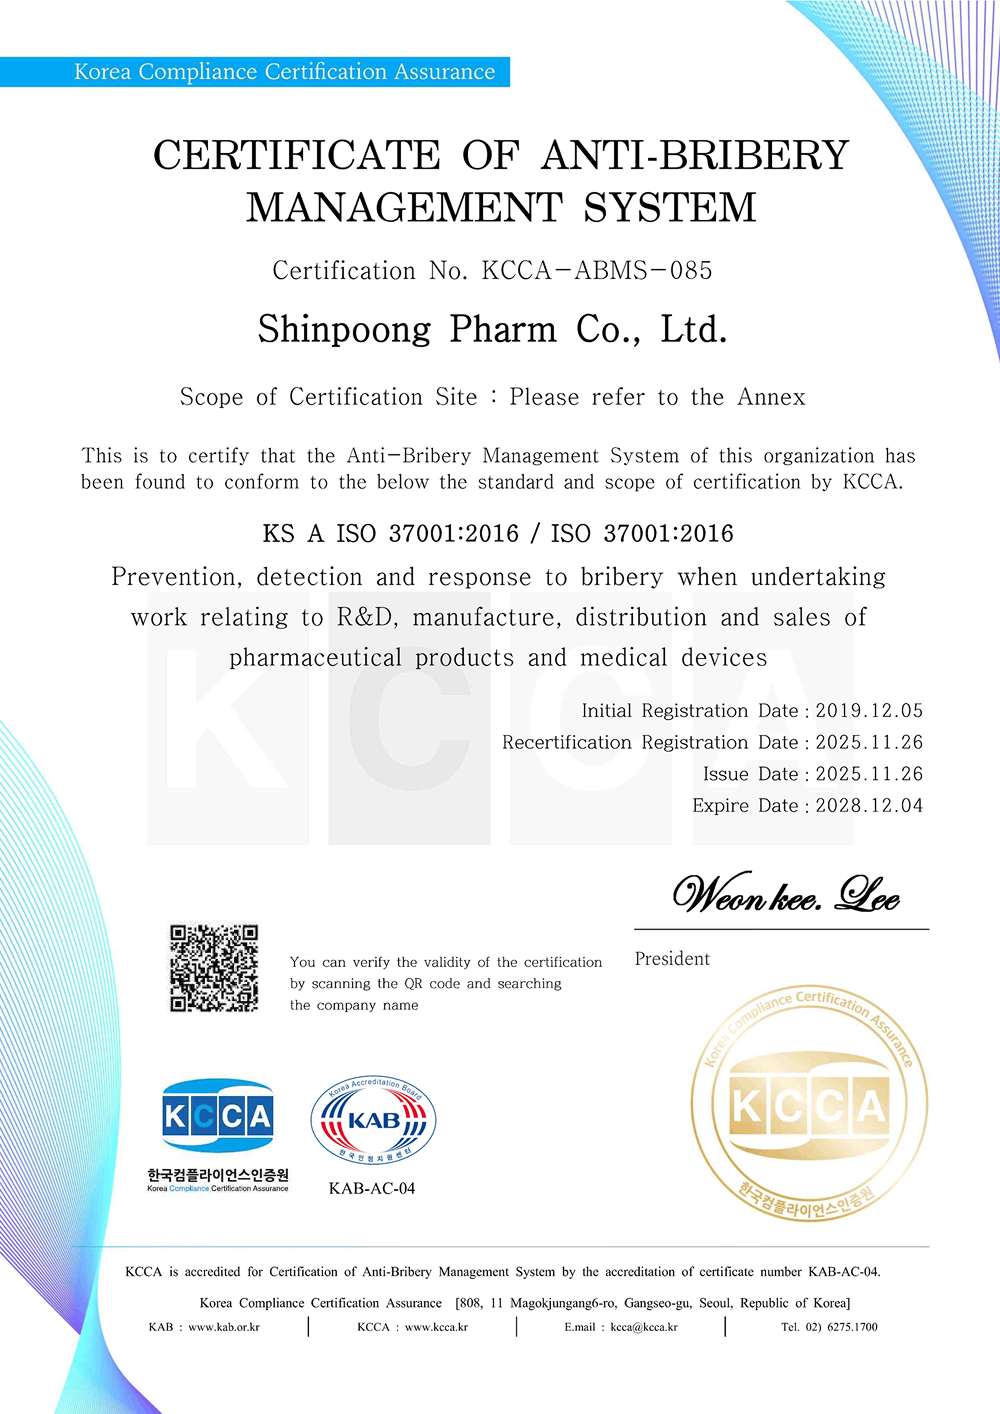 Korea Compliance Certification Assurance
CERTIFICATE OF ANTI-BRIBERY
MANAGEMENT SYSTEM
Certification No. KCCA-ABMS-085
Shinpoong Pharm Co., Ltd.
Scope of Certification Site : Please refer to the Annex
This is to certify that the Anti-Bribery Management System of this organization has
been found to conform to the below the standard and scope of certification by KCCA.
KS A ISO 37001:2016 / ISO 37001:2016
Prevention, detection and response to bribery when undertaking
work relating to R&D, manufacture, distribution and sales of
pharmaceutical products and medical devices
KCCA
Initial Registration Date : 2019.12.05
Recertification Registration Date : 2025.11.26
Issue Date : 2025.11.26
Expire Date : 2028.12.04
Weon kee. Lee
President
You can verify the validity of the certification
by scanning the QR code and searching
the company name
Korea Compliance Certification Assurance
KCCA
한국컴플라이언스인증원
KCCA
한국컴플라이언스인증원
Korea Compliance Certification Assurance
Korea Accreditation Board
KAB
한국인정지원센터
KAB-AC-04
KCCA is accredited for Certification of Anti-Bribery Management System by the accreditation of certificate number KAB-AC-04.
Korea Compliance Certification Assurance [808, 11 Magokjungang6-ro, Gangseo-gu, Seoul, Republic of Korea]
KAB : www.kab.or.kr | KCCA : www.kcca.kr | E.mail : kcca@kcca.kr | Tel. 02) 6275.1700